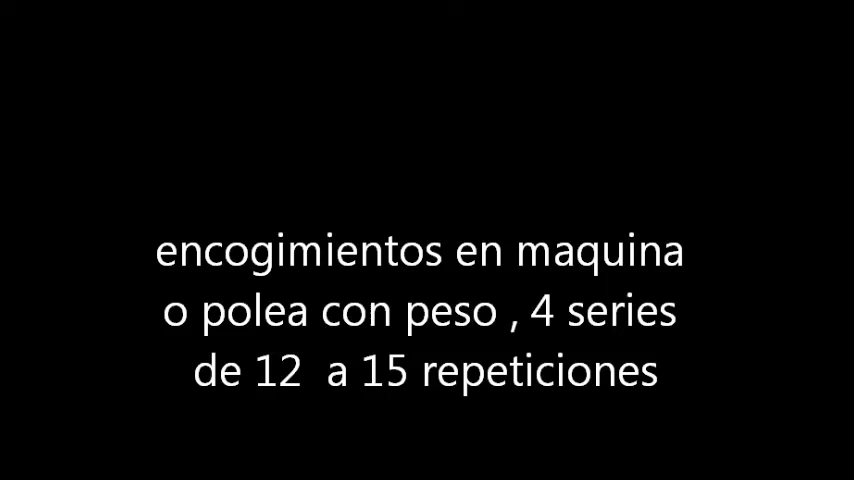 encogimientos en maquina
o polea con peso , 4 series
de 12  a 15 repeticiones